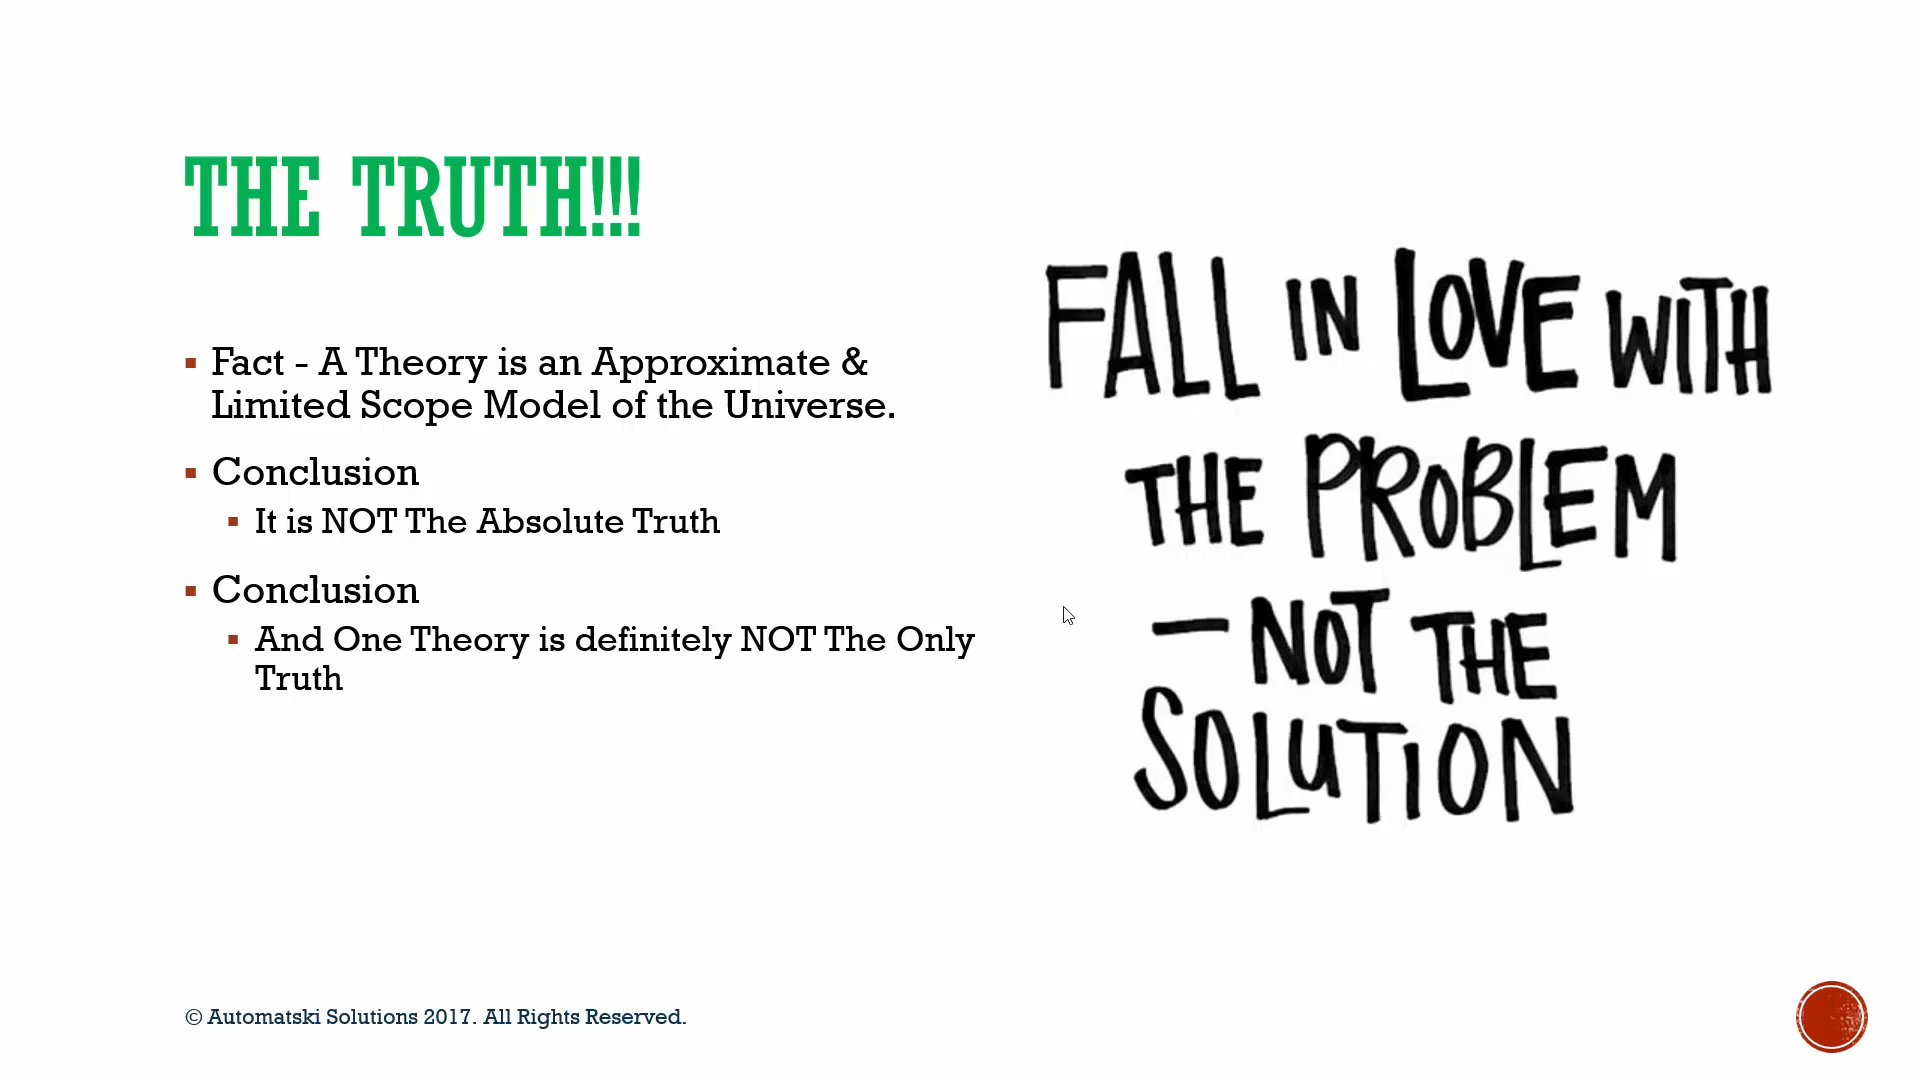 THE TRUTH!!!
Fact - A Theory is an Approximate &
Limited Scope Model of the Universe.
Conclusion
It is NOT The Absolute Truth
Conclusion
And One Theory is definitely NOT The Only
Truth
FALL IN LOVE WITH
THE PROBLEM
— NOT THE
SOLUTION
© Automatski Solutions 2017. All Rights Reserved.